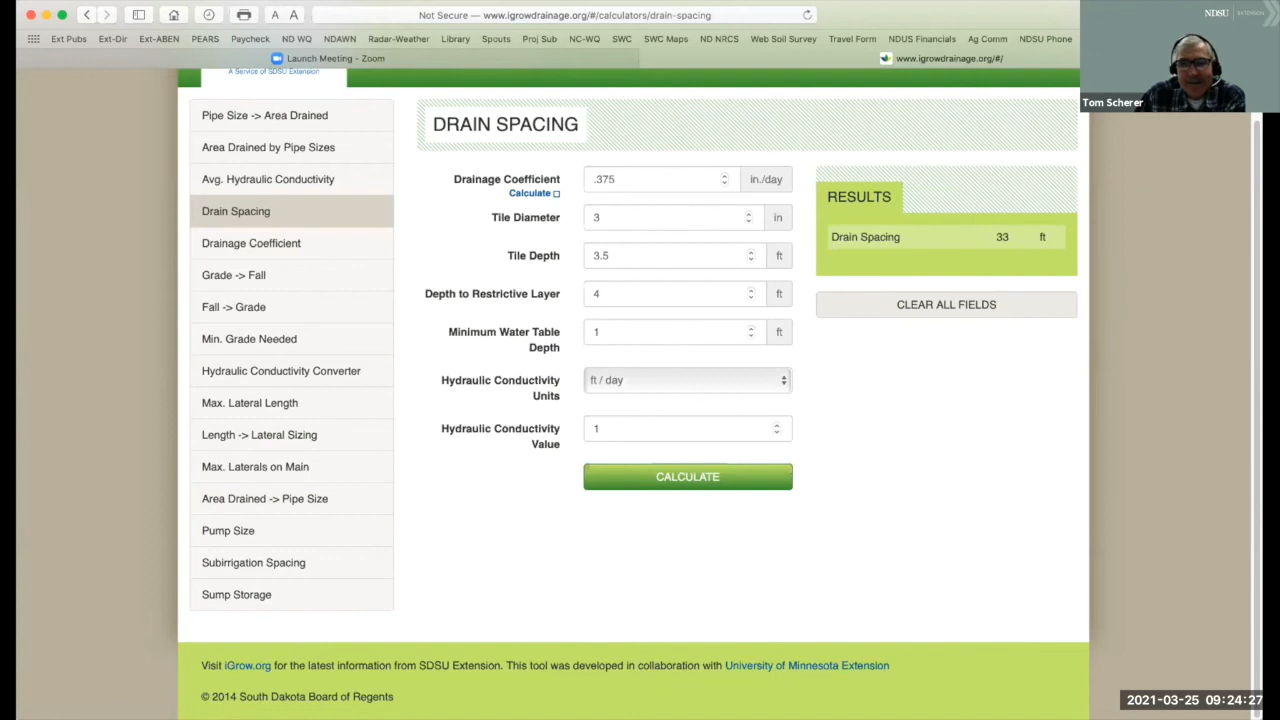 Not Secure — www.igrowdrainage.org/#/calculators/drain-spacing
NDSU EXTENSION
Ext Pubs Ext-Dir Ext-ABEN PEARS Paycheck ND WQ NDAWN Radar-Weather Library Spouts Proj Sub NC-WQ SWC SWC Maps ND NRCS Web Soil Survey Travel Form NDUS Financials Ag Comm NDSU Phone
Launch Meeting - Zoom
www.igrowdrainage.org/#/
Tom Scherer
A Service of SDSU Extension
Pipe Size -> Area Drained
Area Drained by Pipe Sizes
Avg. Hydraulic Conductivity
Drain Spacing
Drainage Coefficient
Grade -> Fall
Fall -> Grade
Min. Grade Needed
Hydraulic Conductivity Converter
Max. Lateral Length
Length -> Lateral Sizing
Max. Laterals on Main
Area Drained -> Pipe Size
Pump Size
Subirrigation Spacing
Sump Storage
DRAIN SPACING
Drainage Coefficient .375 in./day
Calculate
Tile Diameter 3 in
Tile Depth 3.5 ft
Depth to Restrictive Layer 4 ft
Minimum Water Table 1 ft
Depth
Hydraulic Conductivity ft / day
Units
Hydraulic Conductivity 1
Value
CALCULATE
RESULTS
Drain Spacing 33 ft
CLEAR ALL FIELDS
Visit iGrow.org for the latest information from SDSU Extension. This tool was developed in collaboration with University of Minnesota Extension
© 2014 South Dakota Board of Regents
2021-03-25 09:24:27